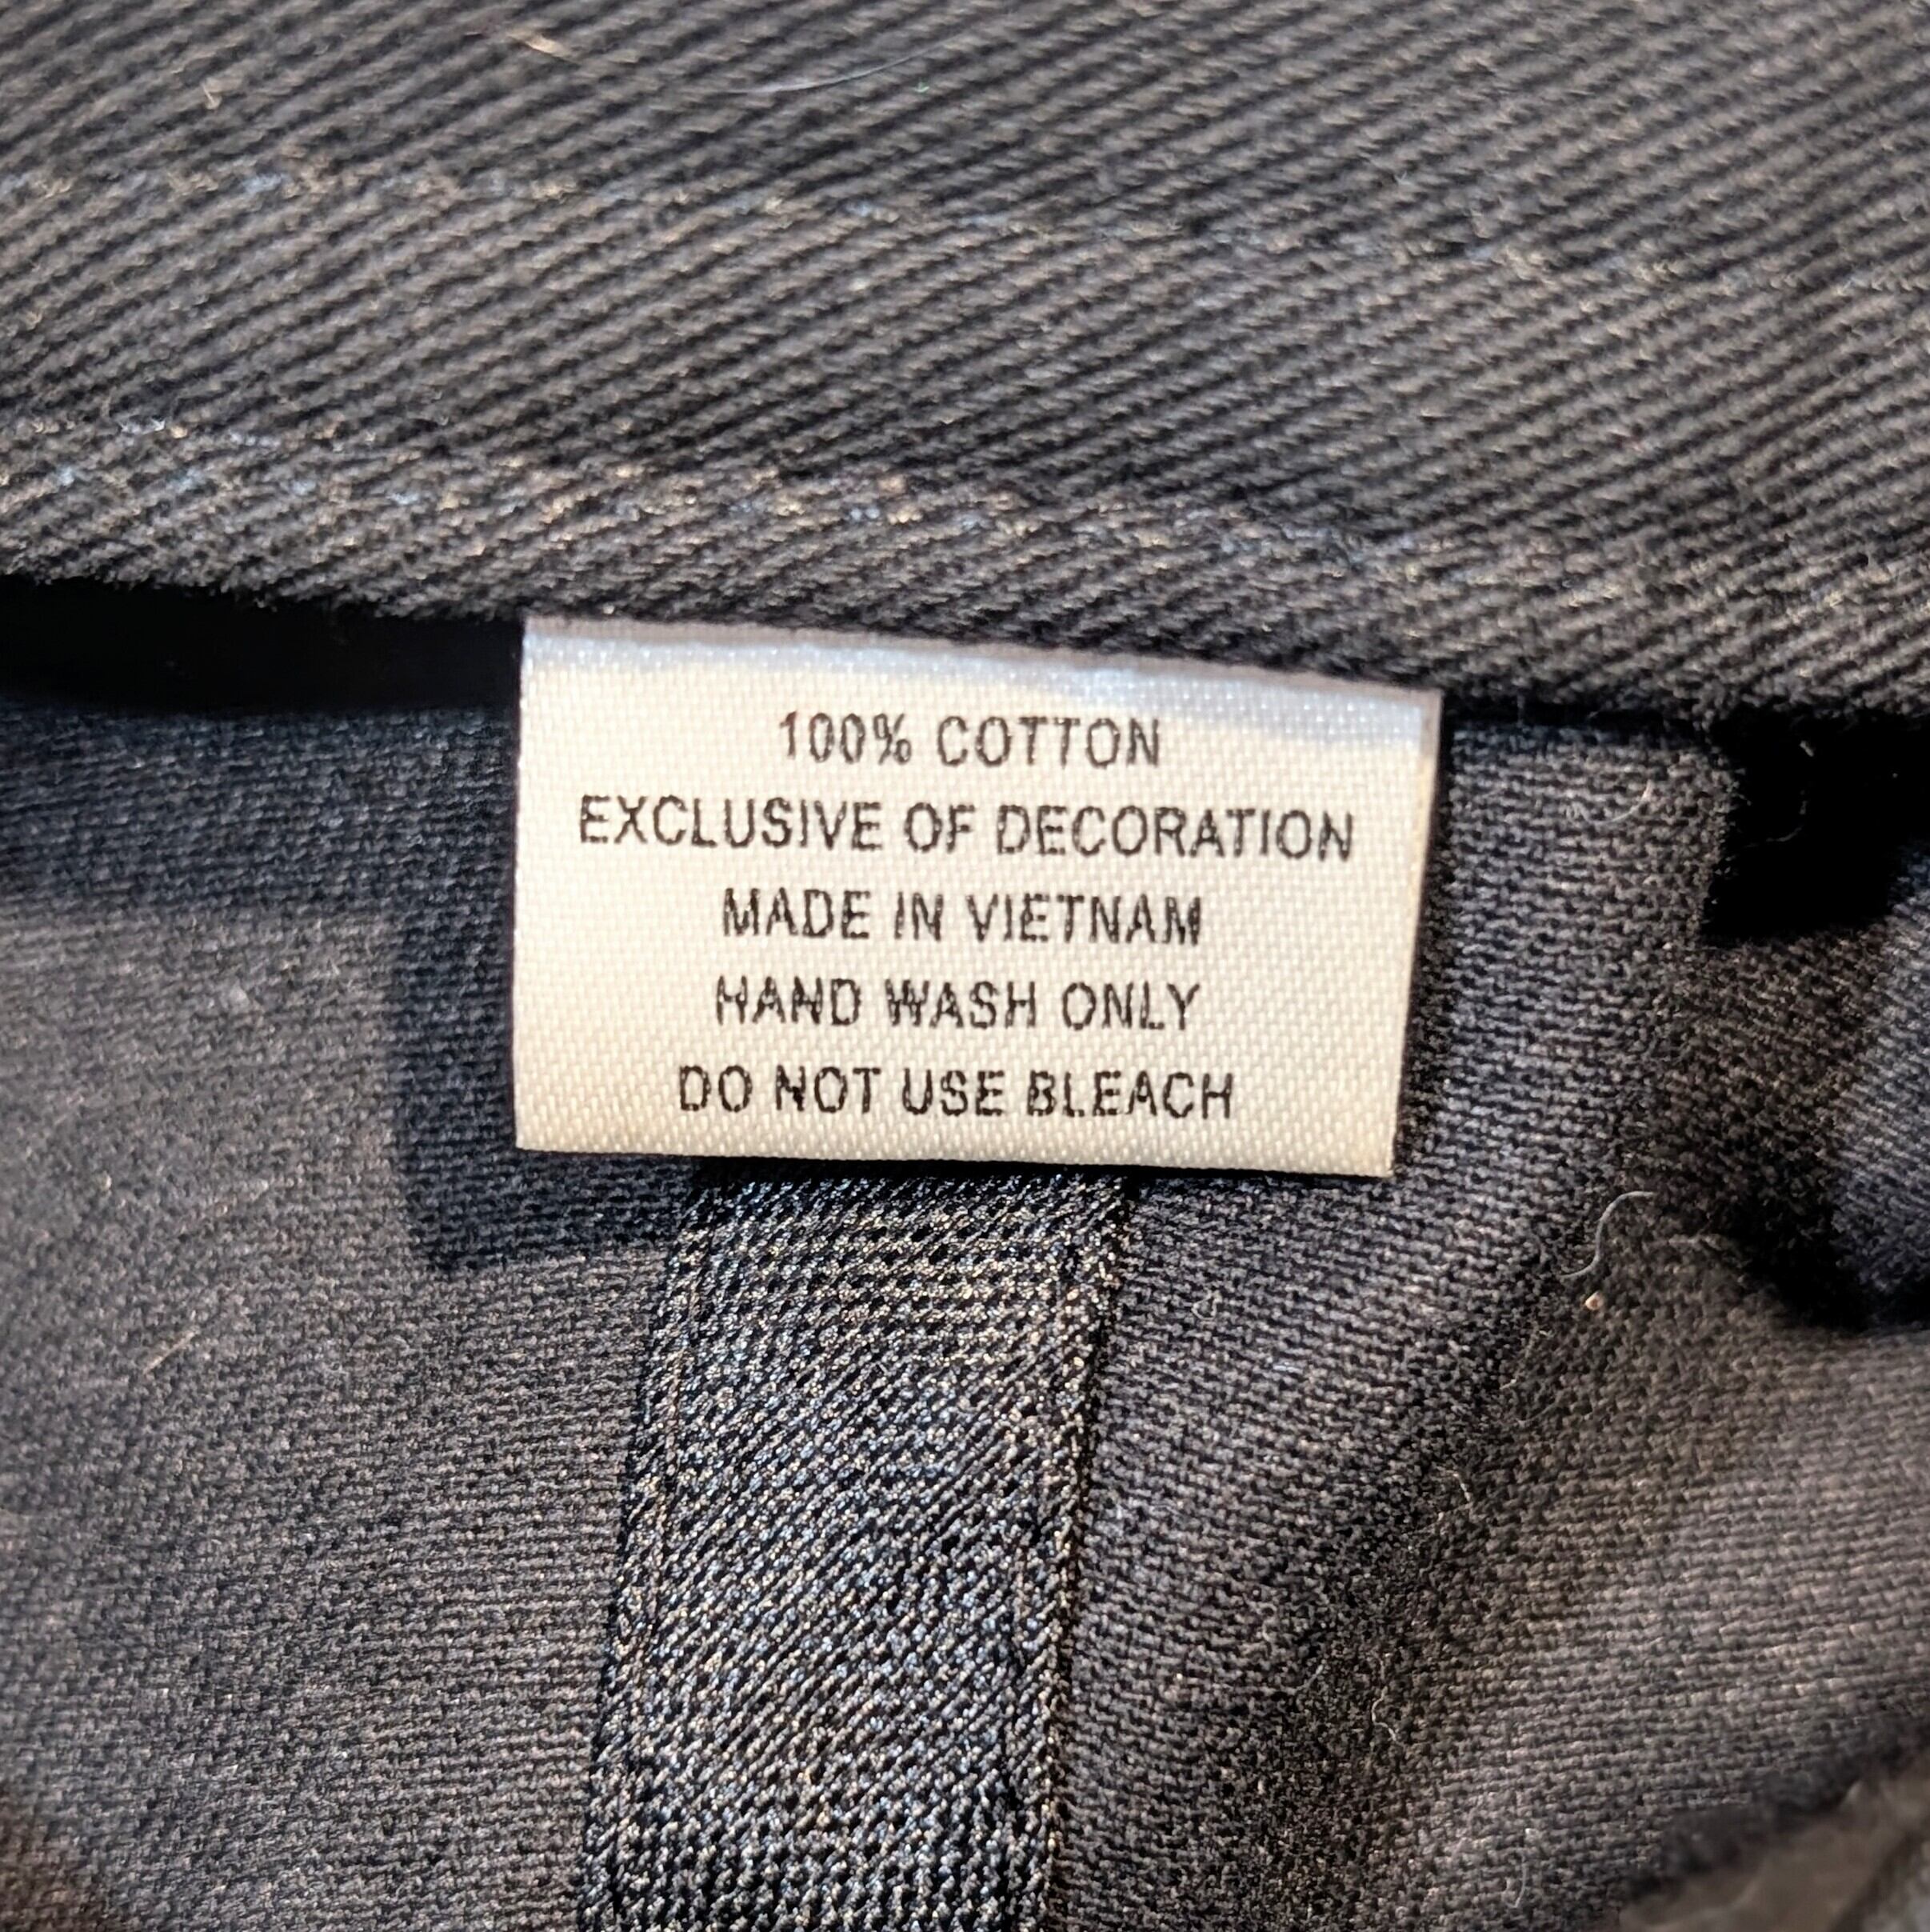 100% COTTON
EXCLUSIVE OF DECORATION
MADE IN VIETNAM
HAND WASH ONLY
DO NOT USE BLEACH